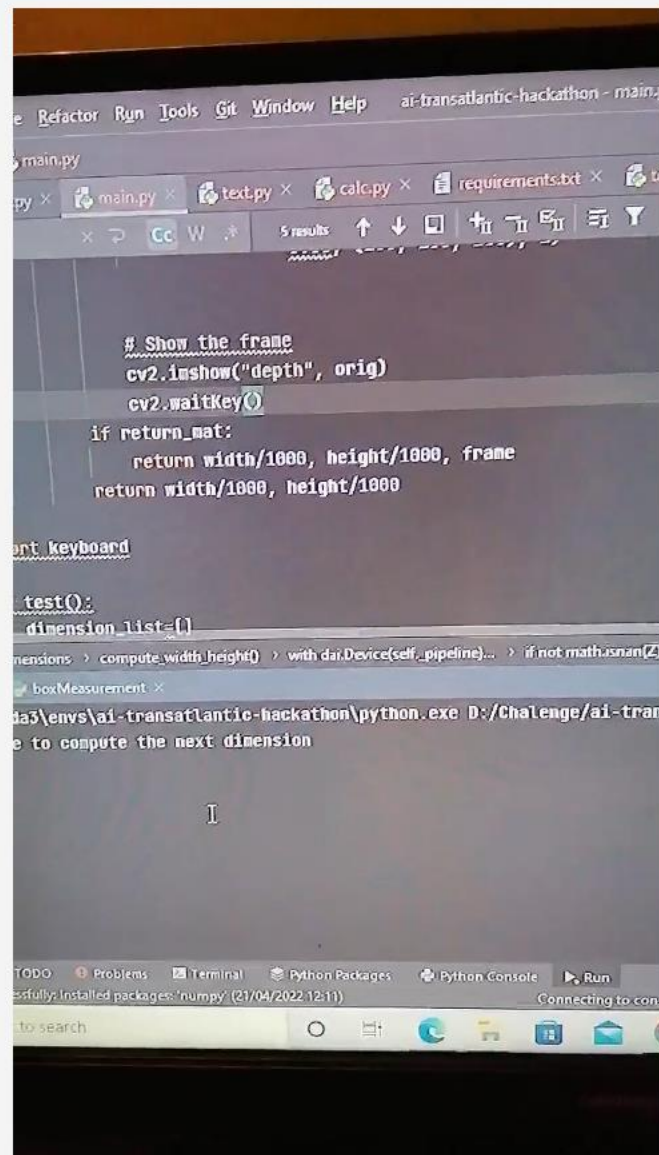 e Refactor Run Tools Git Window Help ai-transatlantic-hackathon - main.
main.py
py × main.py × text.py × calc.py × requirements.txt ×
× Cc W .* 5 results
# Show the frame
cv2.imshow("depth", orig)
cv2.waitKey()
if return_mat:
return width/1000, height/1000, frame
return width/1000, height/1000
ort keyboard
test():
dimension_list=[]
mensions › compute_width_height() › with dai.Device(self._pipeline)... › if not math.isnan(Z)
boxMeasurement ×
da3\envs\ai-transatlantic-hackathon\python.exe D:/Chalenge/ai-tran
e to compute the next dimension
TODO Problems Terminal Python Packages Python Console Run
essfully: Installed packages: 'numpy' (21/04/2022 12:11) Connecting to con
to search